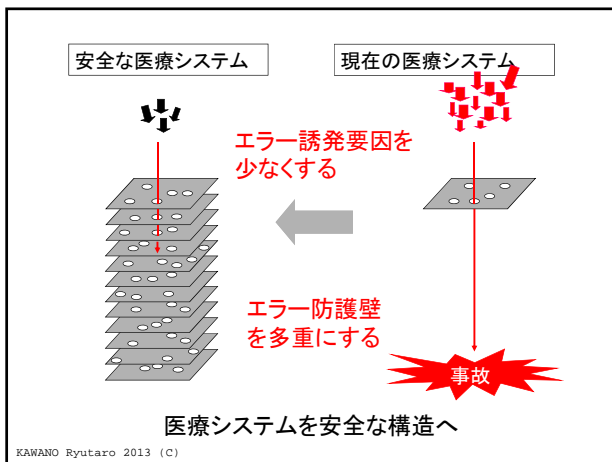 安全な医療システム
現在の医療システム
エラー誘発要因を
少なくする
エラー防護壁
を多重にする
事故
医療システムを安全な構造へ
KAWANO Ryutaro 2013 (C)